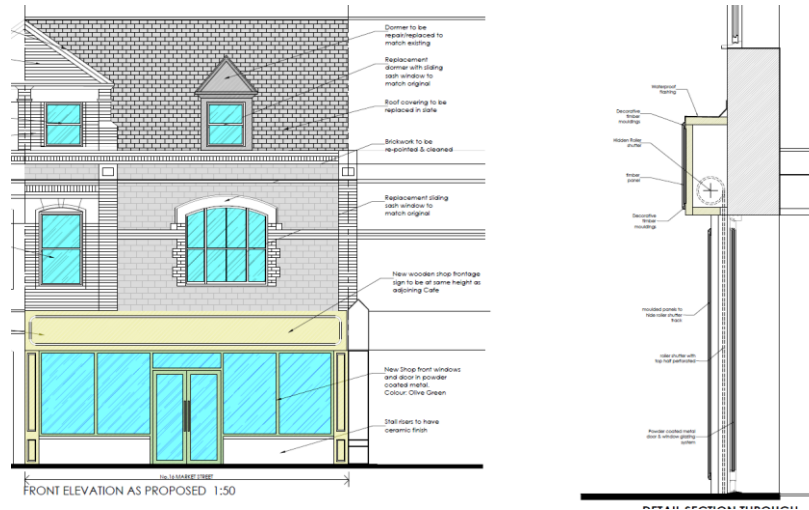 Dormer to be
repair/replaced to
match existing
Replacement
dormer with sliding
sash window to
match original
Roof covering to be
replaced in slate
Brickwork to be
re-pointed & cleaned
Replacement sliding
sash window to
match original
New wooden shop frontage
sign to be at same height as
adjoining Cafe
New Shop front windows
and door in powder
coated metal.
Colour: Olive Green
Stall risers to have
ceramic finish
No.16 MARKET STREET
FRONT ELEVATION AS PROPOSED 1:50
Waterproof
flashing
Decorative
timber
mouldings
Hidden Roller
shutter
timber
panel
Decorative
timber
mouldings
moulded panels to
hide roller shutter
track
roller shutter with
top half perforated
Powder coated metal
door & window glazing
system
DETAIL SECTION THROUGH